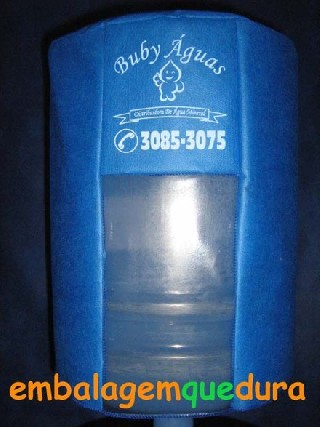 Buby Águas
Distribuidora De Água Mineral
3085-3075
embalagemquedura